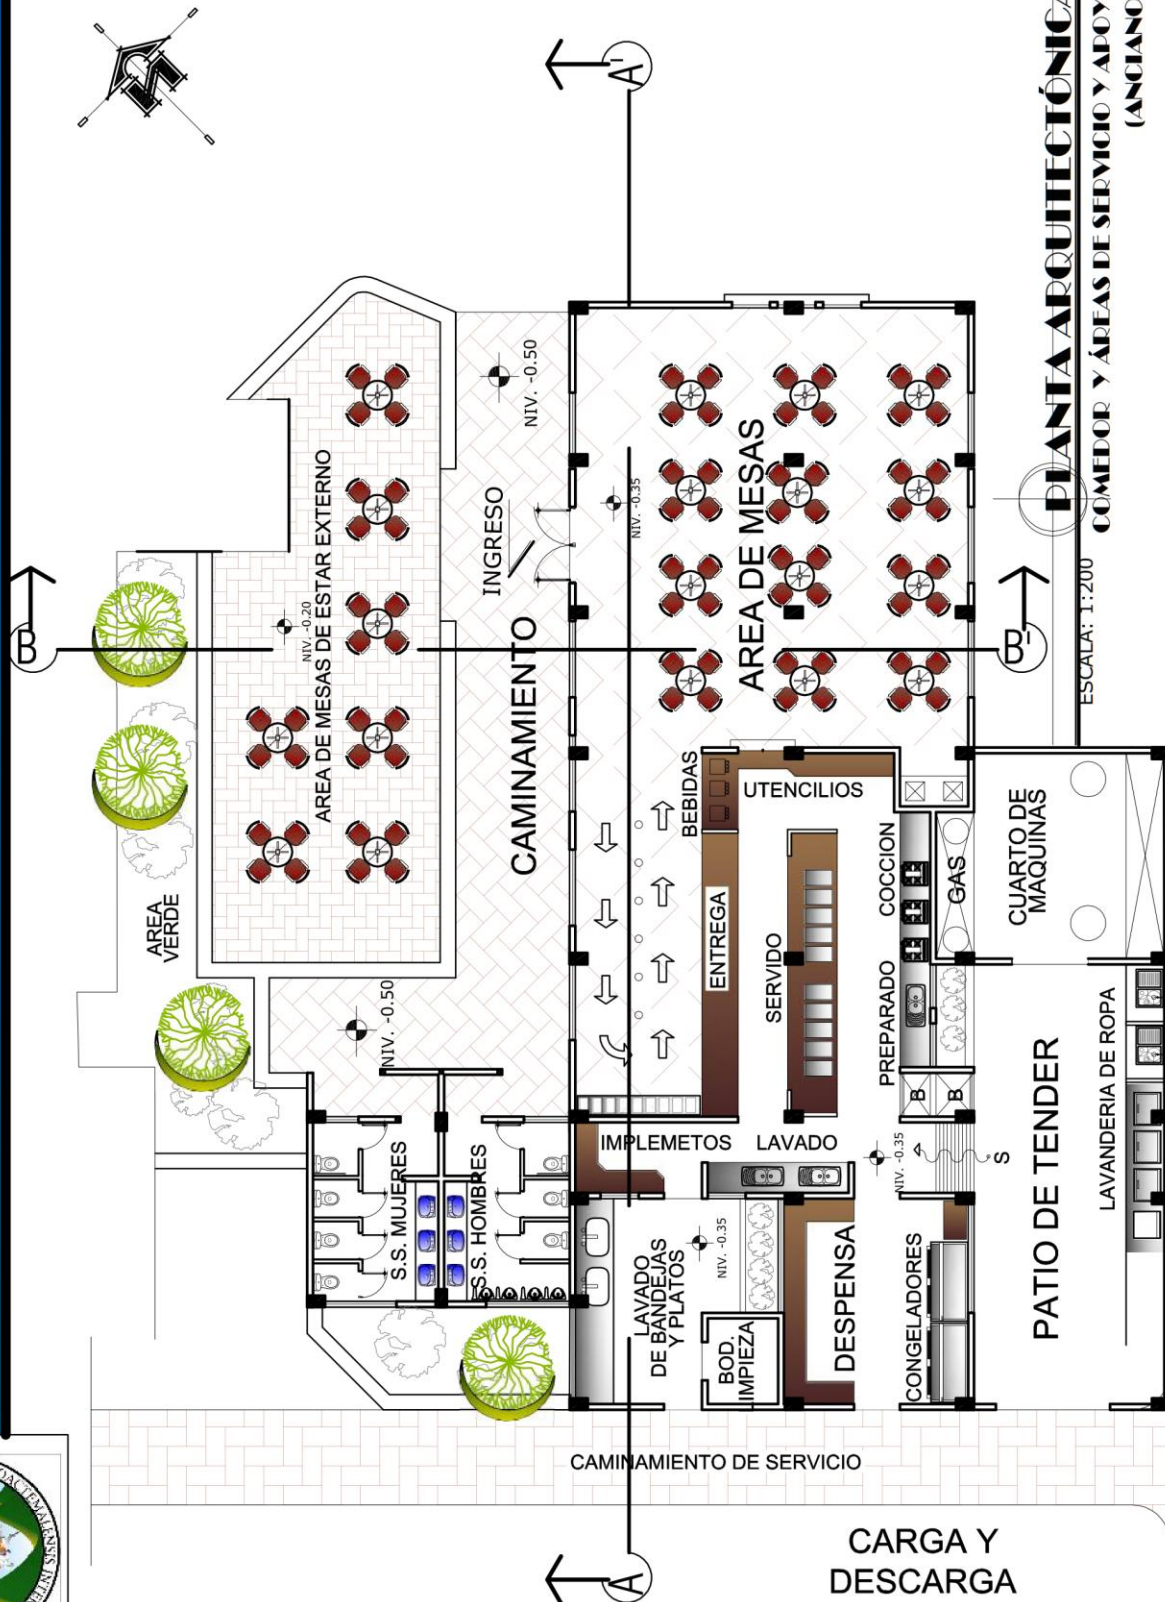 A'
PLANTA ARQUITECTÓNICA
COMEDOR Y ÁREAS DE SERVICIO Y APOY
(ANCIANO
ESCALA: 1:200
NIV. -0.50
INGRESO
NIV. -0.35
AREA DE MESAS
AREA DE MESAS DE ESTAR EXTERNO
NIV. -0.20
B
B'
CAMINAMIENTO
AREA
VERDE
BEBIDAS
UTENCILIOS
ENTREGA
SERVIDO
COCCION
GAS
CUARTO DE
MAQUINAS
PREPARADO
NIV. -0.50
B
B
PATIO DE TENDER
LAVANDERIA DE ROPA
IMPLEMETOS
LAVADO
NIV. -0.35
S
S.S. MUJERES
S.S. HOMBRES
LAVADO
DE BANDEJAS
Y PLATOS
NIV. -0.35
BOD.
LIMPIEZA
DESPENSA
CONGELADORES
CAMINAMIENTO DE SERVICIO
CARGA Y
DESCARGA
A